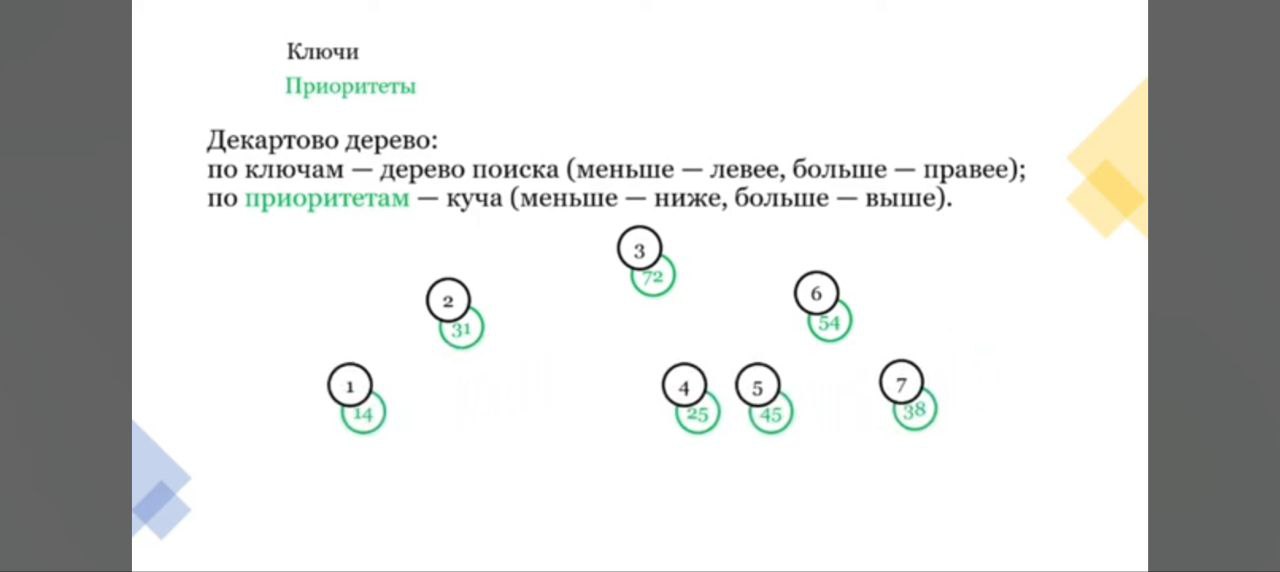 Ключи
Приоритеты
Декартово дерево:
по ключам — дерево поиска (меньше — левее, больше — правее);
по приоритетам — куча (меньше — ниже, больше — выше).
3
72
2
31
6
54
1
14
4
25
5
45
7
38